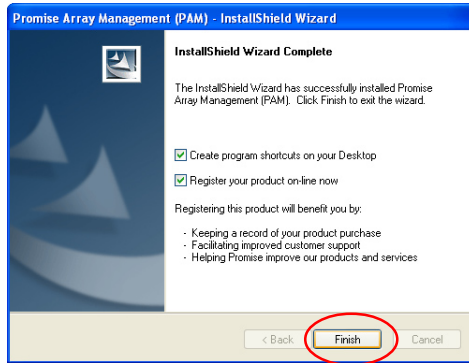 Promise Array Management (PAM) - InstallShield Wizard
InstallShield Wizard Complete
The InstallShield Wizard has successfully installed Promise
Array Management (PAM). Click Finish to exit the wizard.
Create program shortcuts on your Desktop
Register your product on-line now
Registering this product will benefit you by:
- Keeping a record of your product purchase
- Facilitating improved customer support
- Helping Promise improve our products and services
< Back Finish Cancel